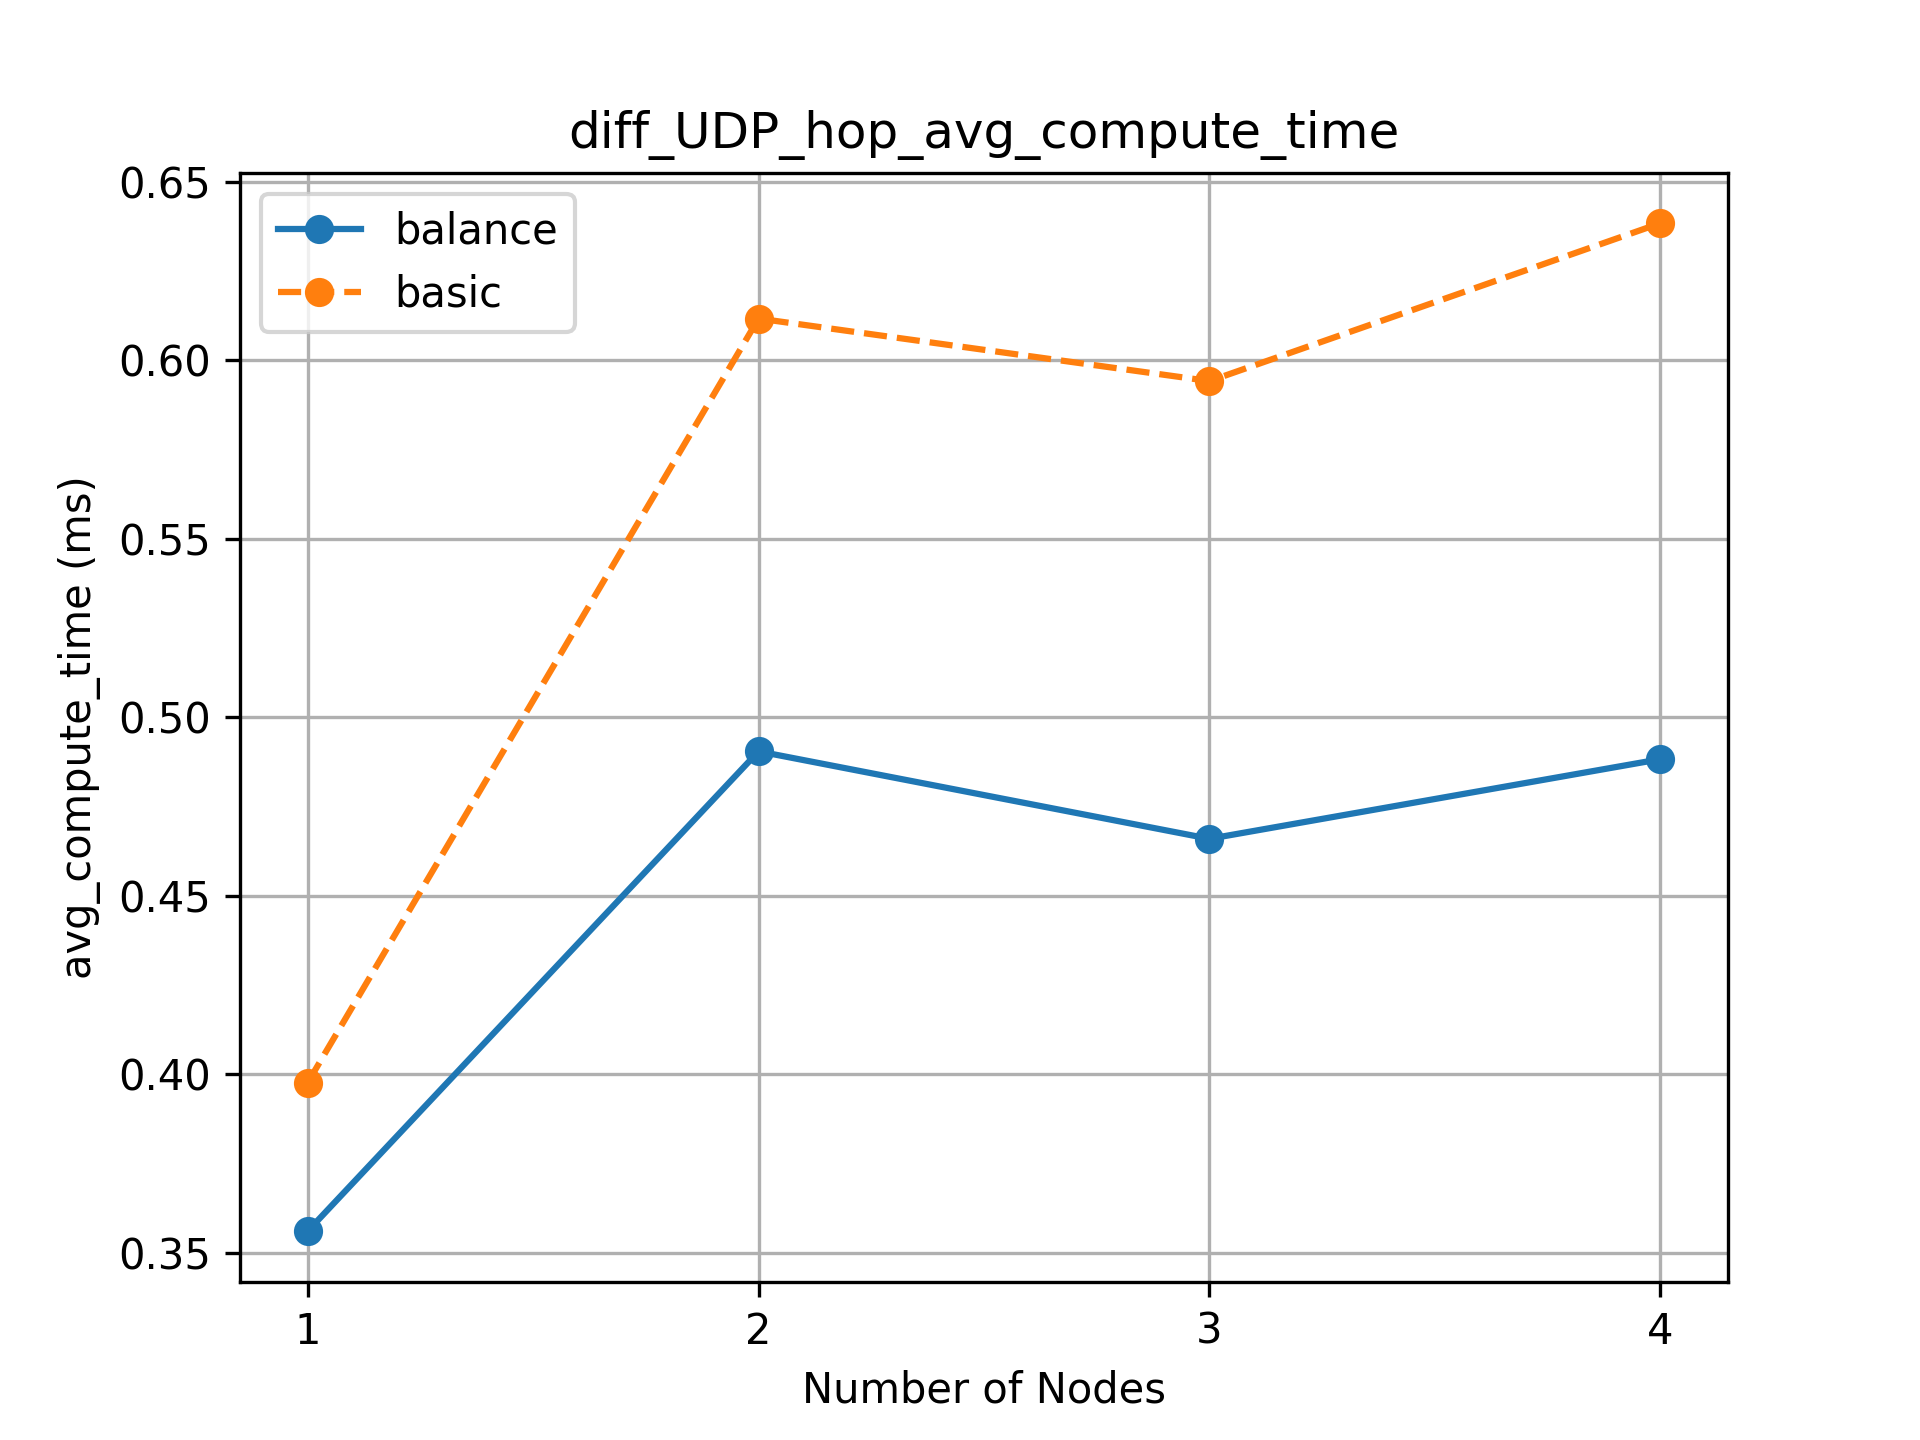 diff_UDP_hop_avg_compute_time
balance
basic
0.65
0.60
0.55
0.50
0.45
0.40
0.35
avg_compute_time (ms)
1 2 3 4
Number of Nodes